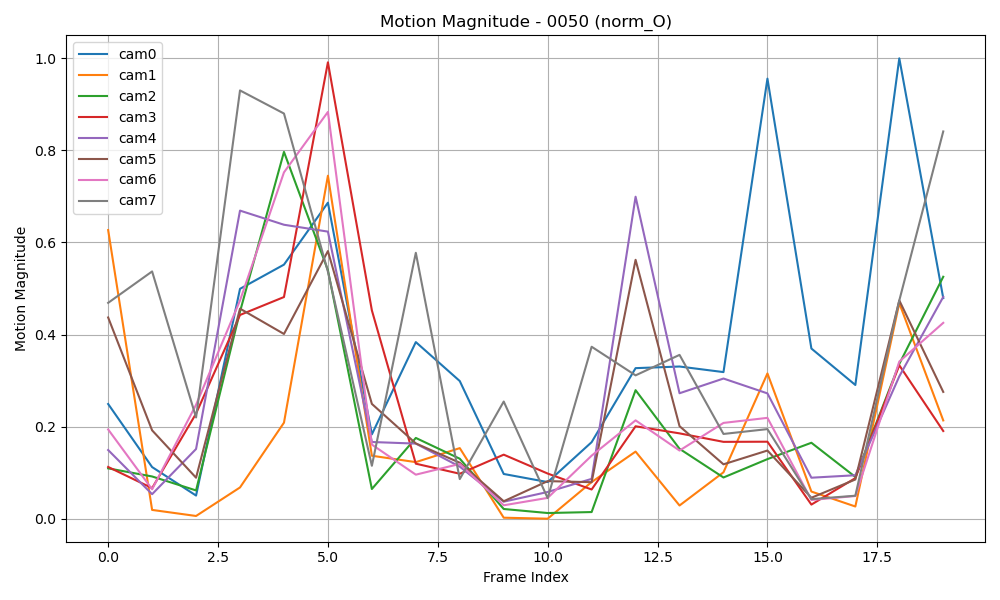 Motion Magnitude - 0050 (norm_O)
cam0
cam1
cam2
cam3
cam4
cam5
cam6
cam7
Motion Magnitude
1.0
0.8
0.6
0.4
0.2
0.0
0.0 2.5 5.0 7.5 10.0 12.5 15.0 17.5
Frame Index